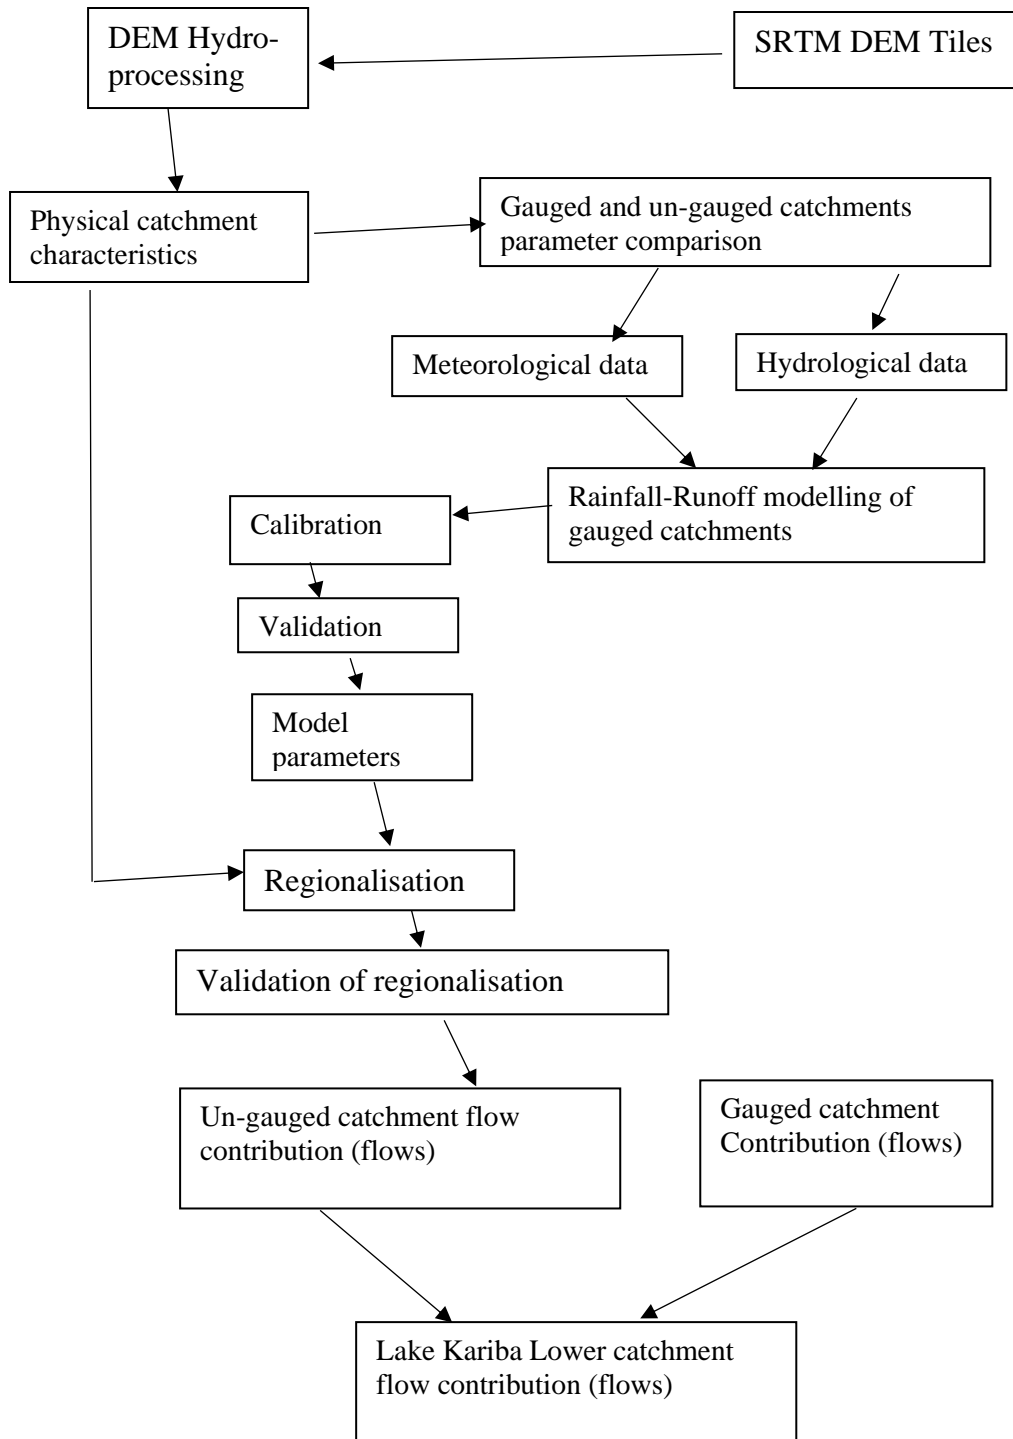 DEM Hydro-
processing
SRTM DEM Tiles
Physical catchment
characteristics
Gauged and un-gauged catchments
parameter comparison
Meteorological data
Hydrological data
Rainfall-Runoff modelling of
gauged catchments
Calibration
Validation
Model
parameters
Regionalisation
Validation of regionalisation
Un-gauged catchment flow
contribution (flows)
Gauged catchment
Contribution (flows)
Lake Kariba Lower catchment
flow contribution (flows)